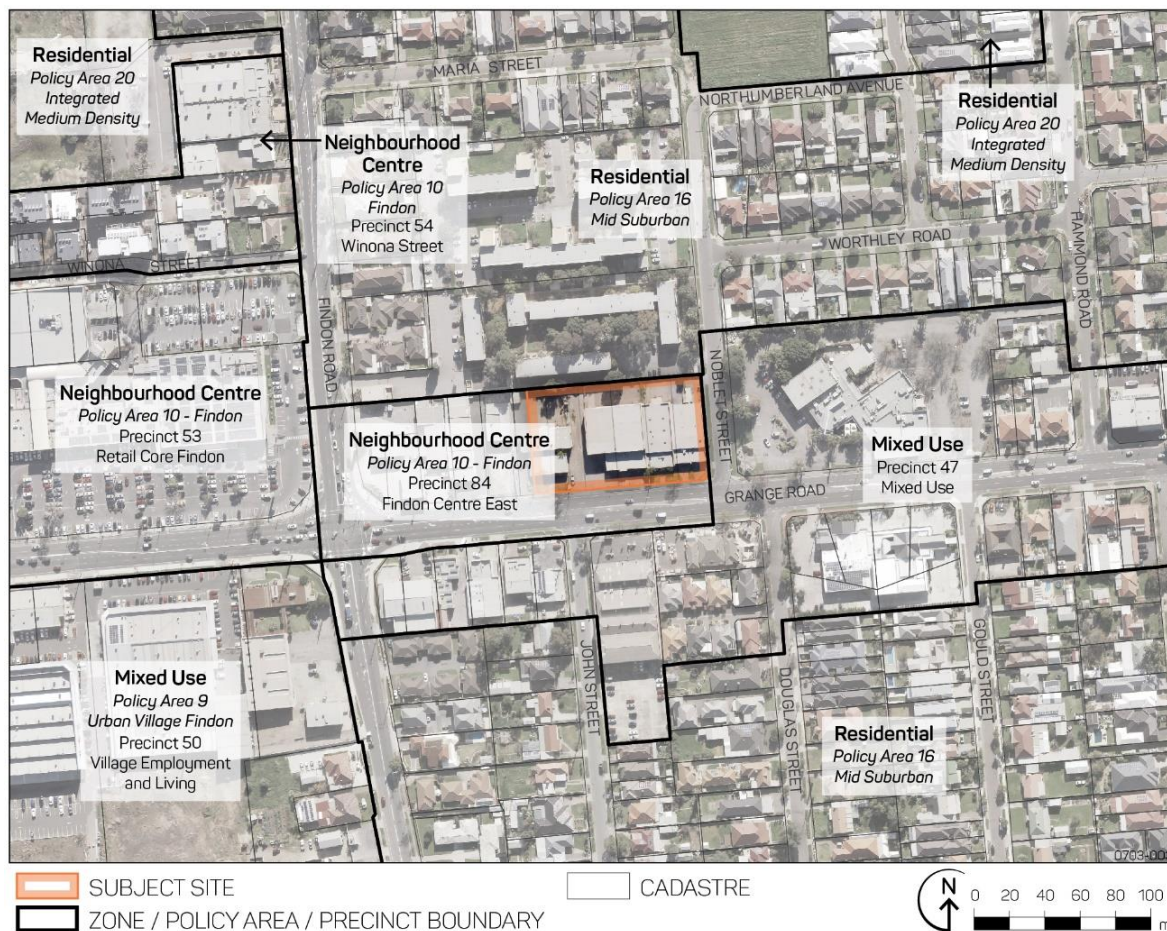 Residential
Policy Area 20
Integrated
Medium Density
MARIA STREET
NORTHUMBERLAND AVENUE
Residential
Policy Area 20
Integrated
Medium Density
Neighbourhood
Centre
Policy Area 10
Findon
Precinct 54
Winona Street
Residential
Policy Area 16
Mid Suburban
HAMMOND ROAD
WORTHLEY ROAD
WINONA STREET
FINDON ROAD
NOBLET STREET
Neighbourhood Centre
Policy Area 10 - Findon
Precinct 53
Retail Core Findon
Neighbourhood Centre
Policy Area 10 - Findon
Precinct 84
Findon Centre East
Mixed Use
Precinct 47
Mixed Use
GRANGE ROAD
Mixed Use
Policy Area 9
Urban Village Findon
Precinct 50
Village Employment
and Living
JOHN STREET
DOUGLAS STREET
GOULD STREET
Residential
Policy Area 16
Mid Suburban
SUBJECT SITE
CADASTRE
ZONE / POLICY AREA / PRECINCT BOUNDARY
N
0 20 40 60 80 100
m